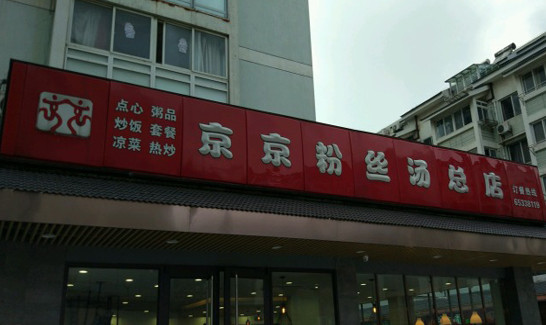 点心 粥品
炒饭 套餐
凉菜 热炒
京京粉丝汤总店
订餐热线
65338119